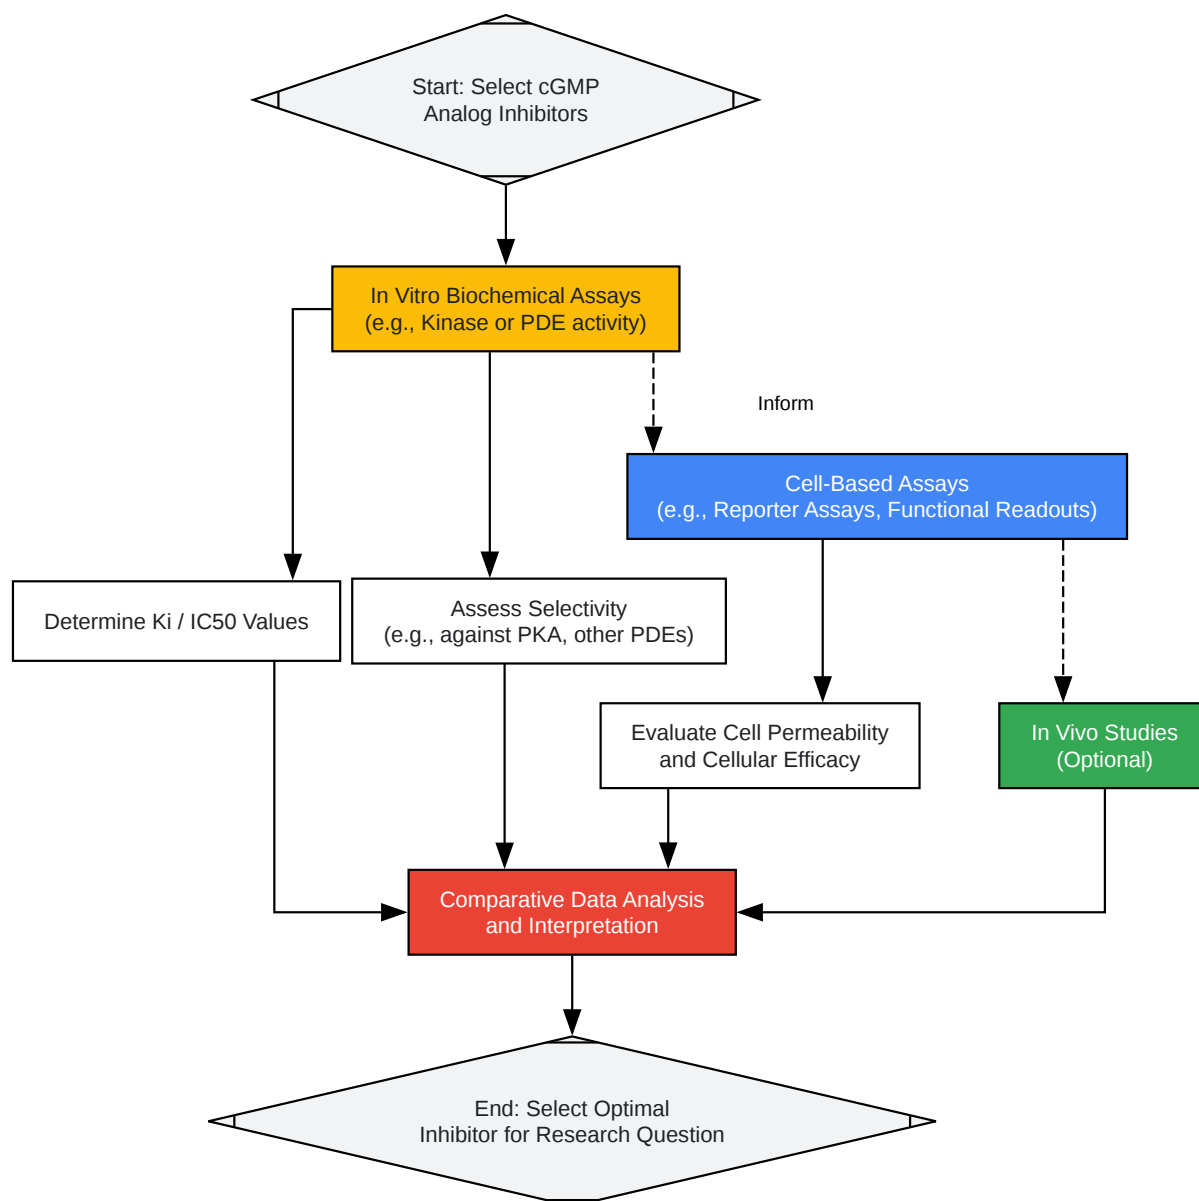 Start: Select cGMP
Analog Inhibitors
In Vitro Biochemical Assays
(e.g., Kinase or PDE activity)
Inform
Cell-Based Assays
(e.g., Reporter Assays, Functional Readouts)
Determine Ki / IC50 Values
Assess Selectivity
(e.g., against PKA, other PDEs)
Evaluate Cell Permeability
and Cellular Efficacy
In Vivo Studies
(Optional)
Comparative Data Analysis
and Interpretation
End: Select Optimal
Inhibitor for Research Question